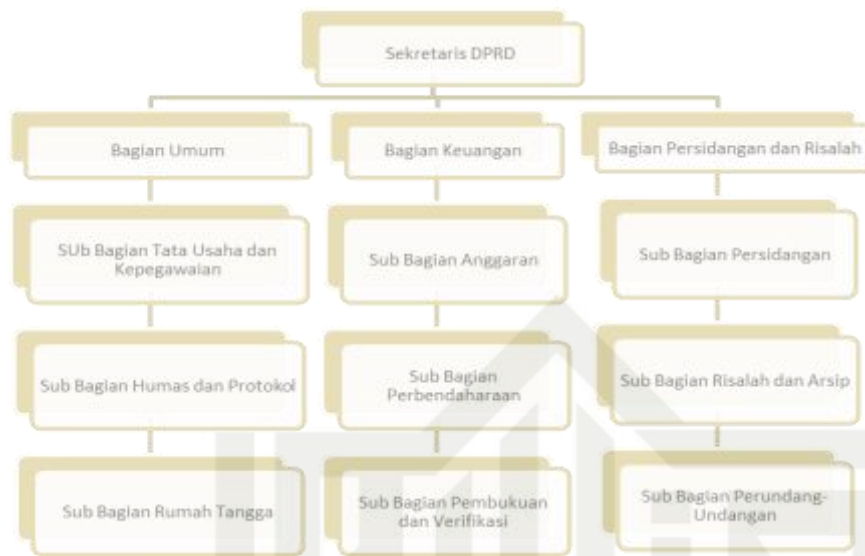 Sekretaris DPRD
Bagian Umum
Bagian Keuangan
Bagian Persidangan dan Risalah
SUb Bagian Tata Usaha dan
Kepegawaian
Sub Bagian Anggaran
Sub Bagian Persidangan
Sub Bagian Humas dan Protokol
Sub Bagian
Perbendaharaan
Sub Bagian Risalah dan Arsip
Sub Bagian Rumah Tangga
Sub Bagian Pembukuan
dan Verifikasi
Sub Bagian Perundang-
Undangan